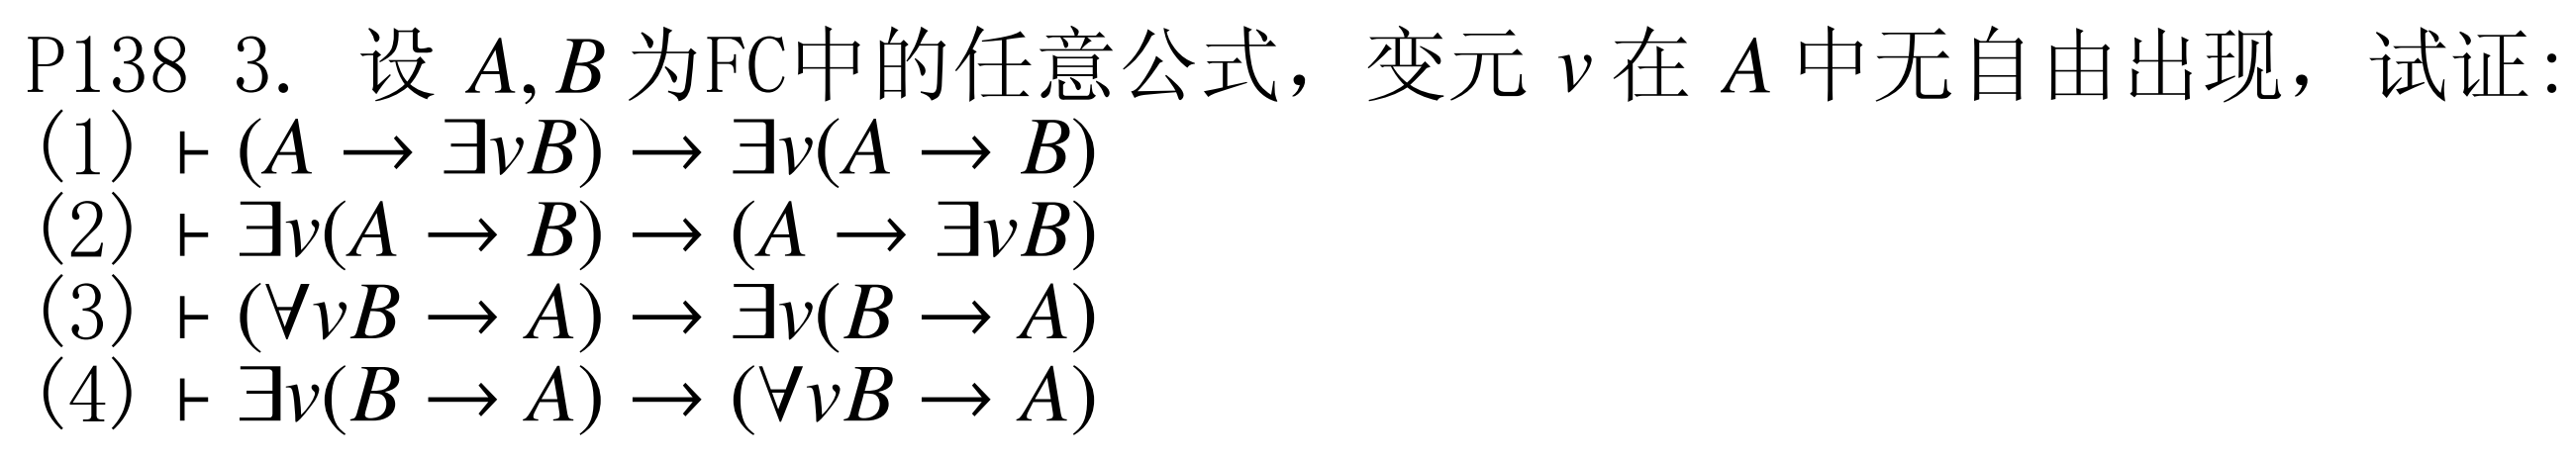 P138 3. 设 A, B 为FC中的任意公式，变元 v 在 A 中无自由出现，试证：
(1) ⊢ (A → ∃vB) → ∃v(A → B)
(2) ⊢ ∃v(A → B) → (A → ∃vB)
(3) ⊢ (∀vB → A) → ∃v(B → A)
(4) ⊢ ∃v(B → A) → (∀vB → A)